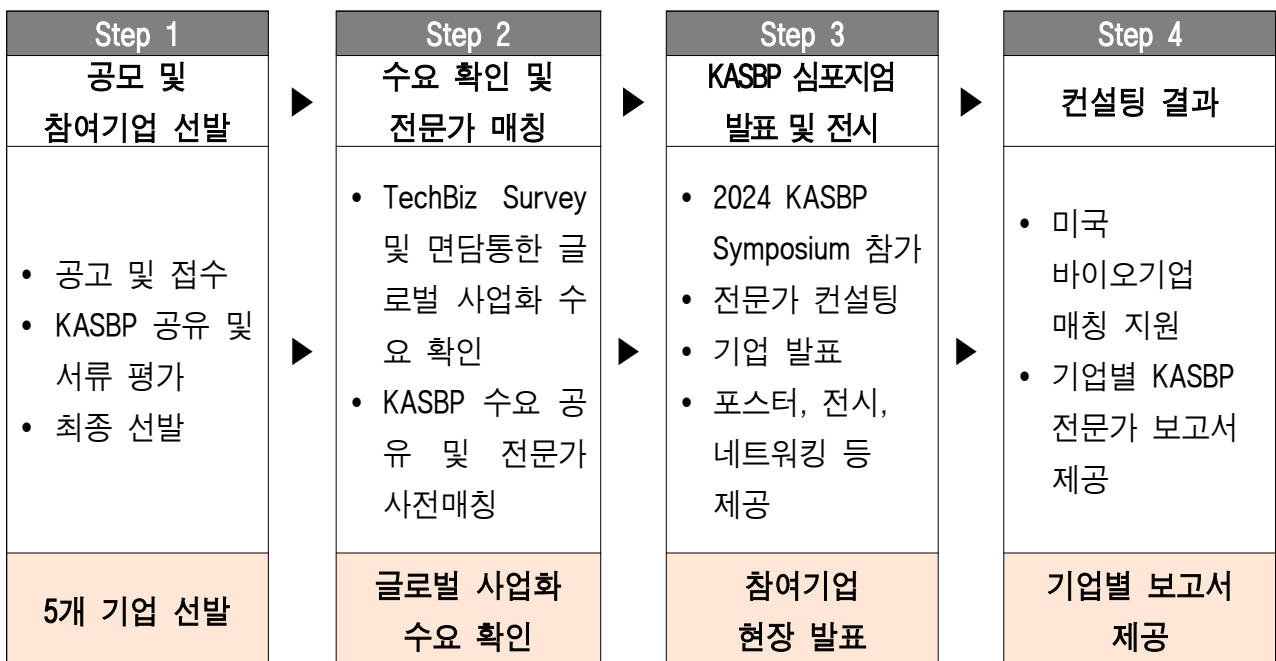 Step 1
공모 및
참여기업 선발
• 공고 및 접수
• KASBP 공유 및
서류 평가
• 최종 선발
5개 기업 선발
▶
▶
Step 2
수요 확인 및
전문가 매칭
• TechBiz Survey
및 면담통한 글
로벌 사업화 수
요 확인
• KASBP 수요 공
유 및 전문가
사전매칭
글로벌 사업화
수요 확인
▶
▶
Step 3
KASBP 심포지엄
발표 및 전시
• 2024 KASBP
Symposium 참가
• 전문가 컨설팅
• 기업 발표
• 포스터, 전시,
네트워킹 등
제공
참여기업
현장 발표
▶
▶
Step 4
컨설팅 결과
• 미국
바이오기업
매칭 지원
• 기업별 KASBP
전문가 보고서
제공
기업별 보고서
제공